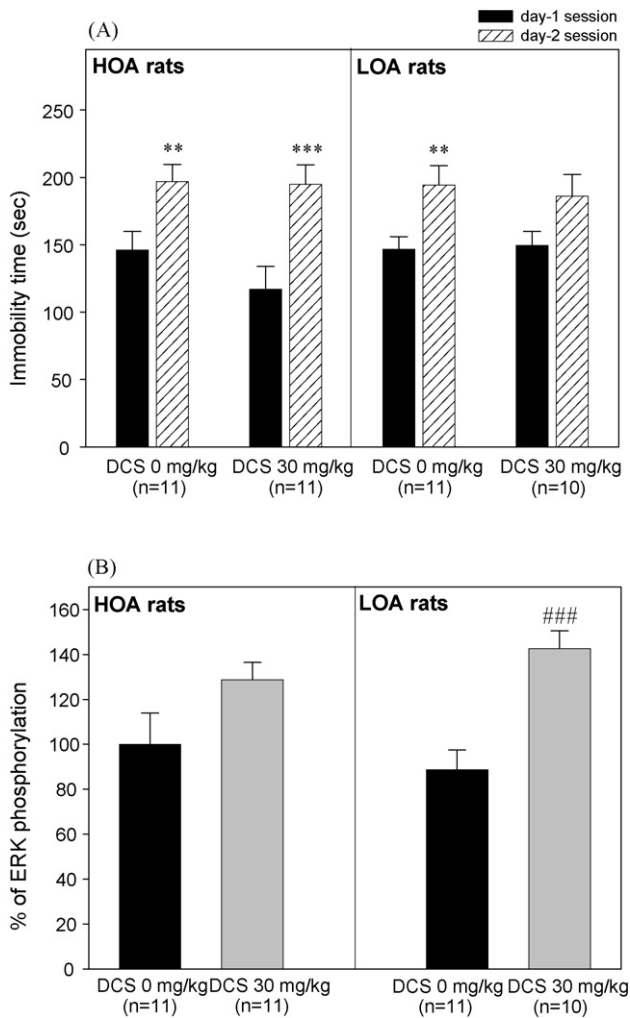 (A)
day-1 session
day-2 session
HOA rats
LOA rats
Immobility time (sec)
250
200
150
100
50
0
**
***
**
DCS 0 mg/kg
(n=11)
DCS 30 mg/kg
(n=11)
DCS 0 mg/kg
(n=11)
DCS 30 mg/kg
(n=10)
(B)
HOA rats
LOA rats
% of ERK phosphorylation
160
140
120
100
80
60
40
20
0
###
DCS 0 mg/kg
(n=11)
DCS 30 mg/kg
(n=11)
DCS 0 mg/kg
(n=11)
DCS 30 mg/kg
(n=10)